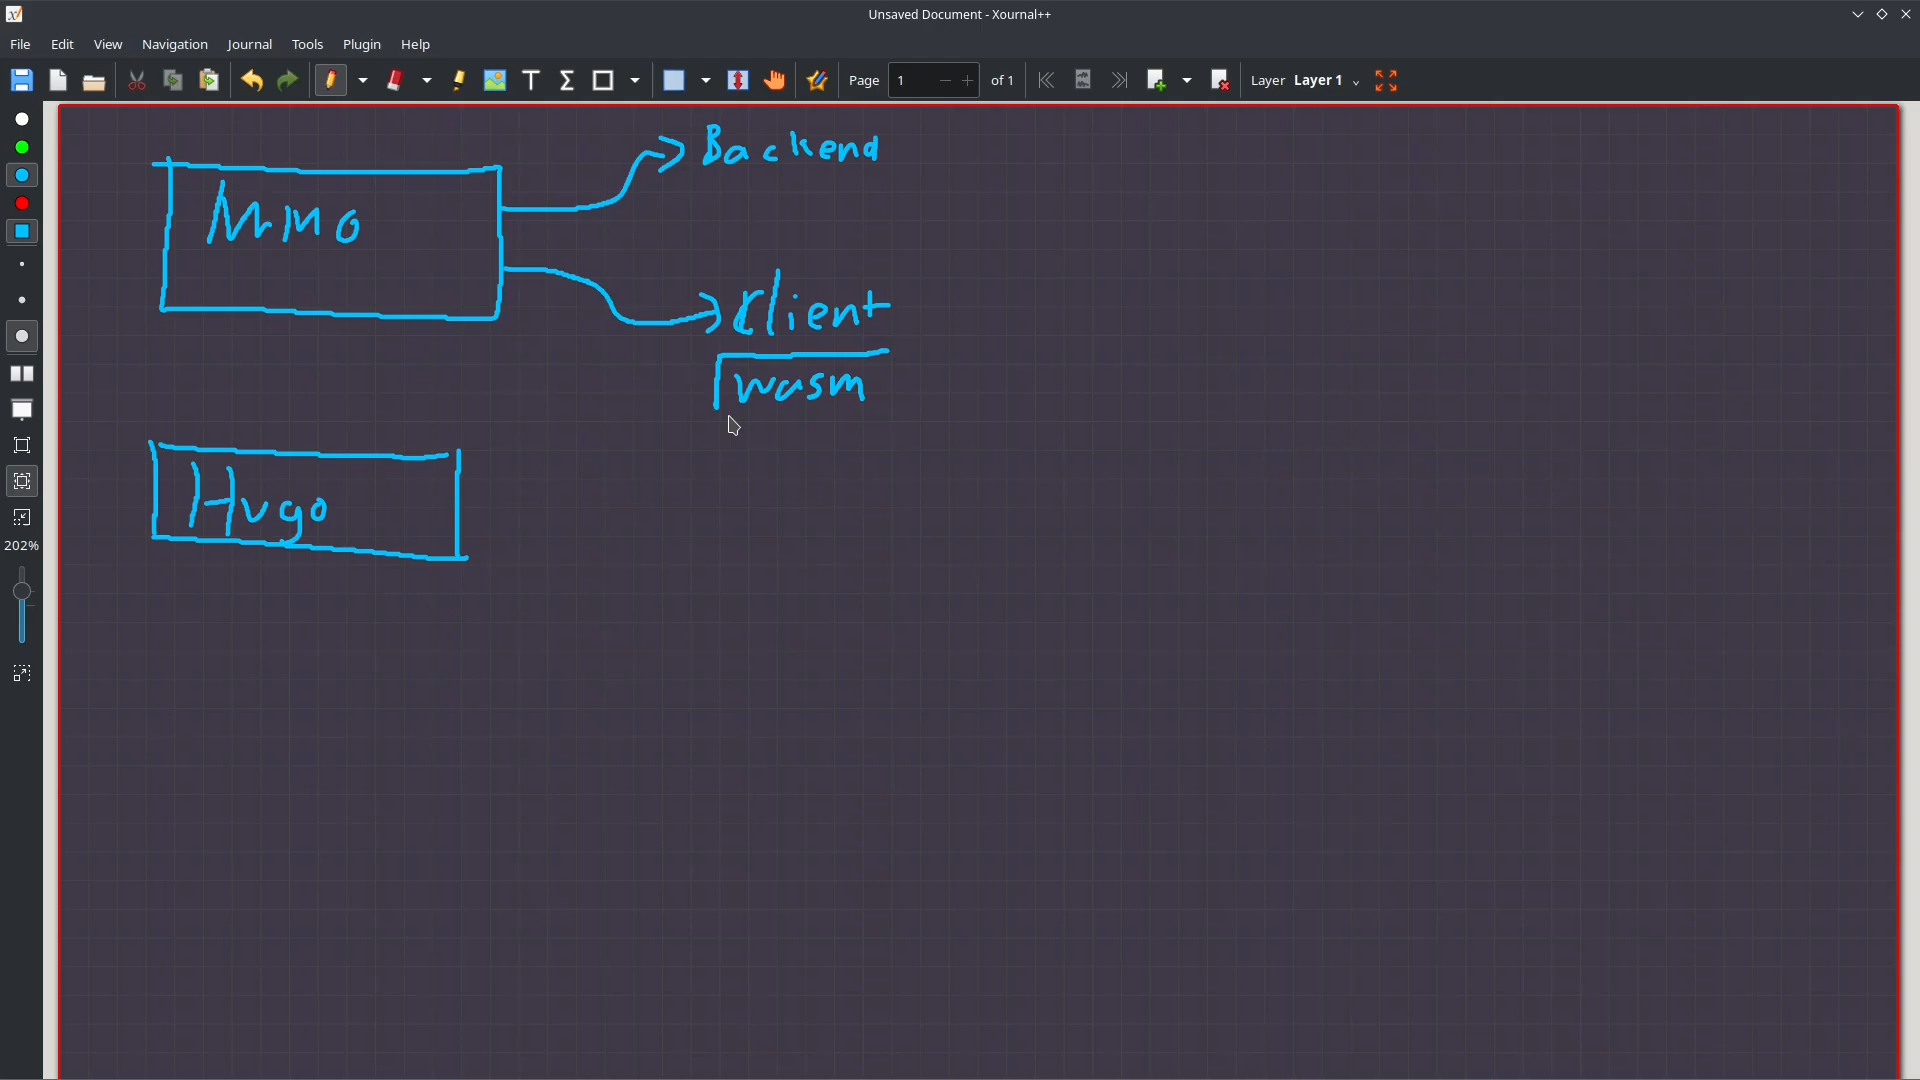 Unsaved Document - Xournal++
File Edit View Navigation Journal Tools Plugin Help
Page 1 of 1 Layer Layer 1
Backend
MMO
Client
wasm
Hugo
202%